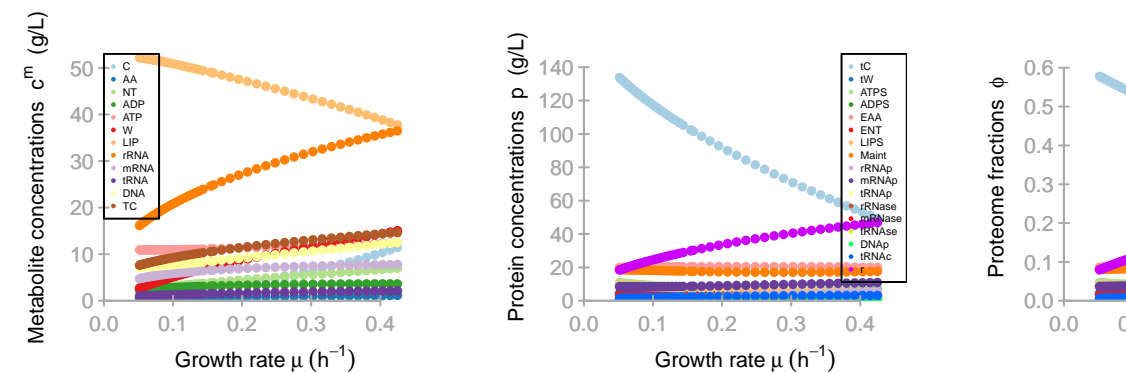 Metabolite concentrations c^m (g/L)
50
40
30
20
10
0
C
AA
NT
ADP
ATP
W
LIP
rRNA
mRNA
tRNA
DNA
TC
0.0 0.1 0.2 0.3 0.4
Growth rate μ (h⁻¹)
Protein concentrations p (g/L)
140
120
100
80
60
40
20
0
tC
tW
ATPS
ADPS
EAA
ENT
LIPS
Maint
rRNAp
mRNAp
tRNAp
rRNase
mRNase
tRNAse
DNAp
tRNAc
r
0.0 0.1 0.2 0.3 0.4
Growth rate μ (h⁻¹)
Proteome fractions ϕ
0.6
0.5
0.4
0.3
0.2
0.1
0.0
0.0